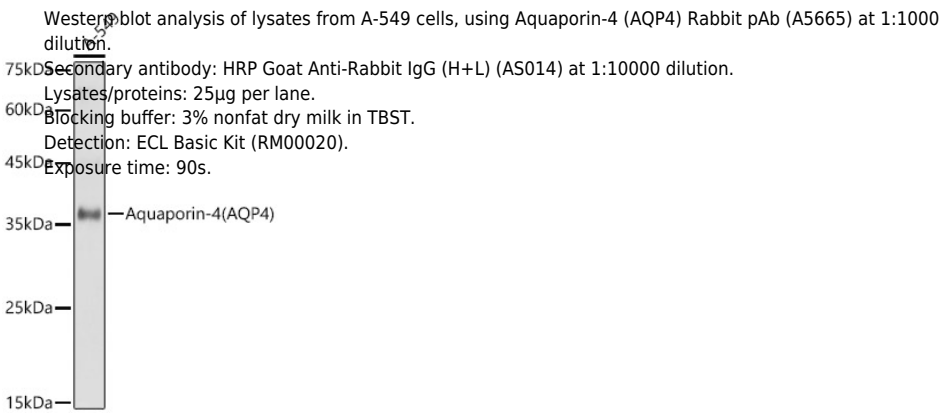 Western blot analysis of lysates from A-549 cells, using Aquaporin-4 (AQP4) Rabbit pAb (A5665) at 1:1000
dilution.
A-549
Secondary antibody: HRP Goat Anti-Rabbit IgG (H+L) (AS014) at 1:10000 dilution.
75kDa
Lysates/proteins: 25μg per lane.
60kDa
Blocking buffer: 3% nonfat dry milk in TBST.
Detection: ECL Basic Kit (RM00020).
45kDa
Exposure time: 90s.
Aquaporin-4(AQP4)
35kDa
25kDa
15kDa